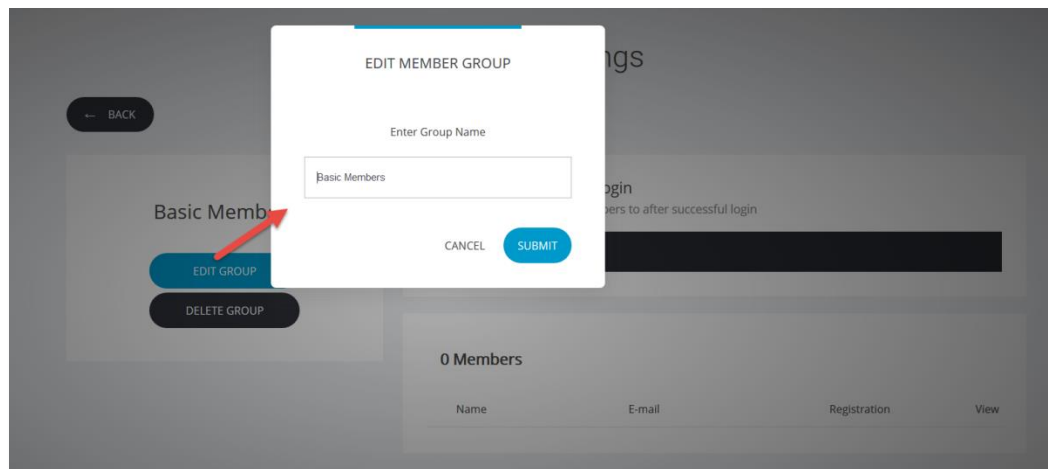 EDIT MEMBER GROUP
ngs
← BACK
Enter Group Name
Basic Members
ogin
Basic Memb
bers to after successful login
CANCEL
SUBMIT
EDIT GROUP
DELETE GROUP
0 Members
Name E-mail Registration View